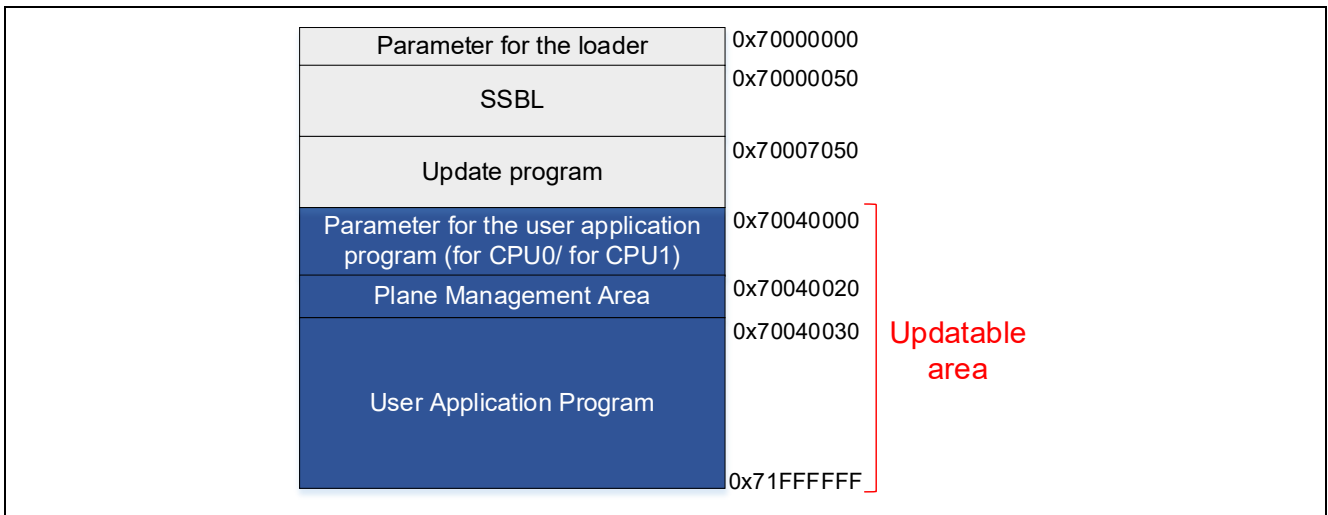 Parameter for the loader
0x70000000
SSBL
0x70000050
Update program
0x70007050
Parameter for the user application
program (for CPU0/ for CPU1)
0x70040000
Plane Management Area
0x70040020
User Application Program
0x70040030
0x71FFFFFF
Updatable
area